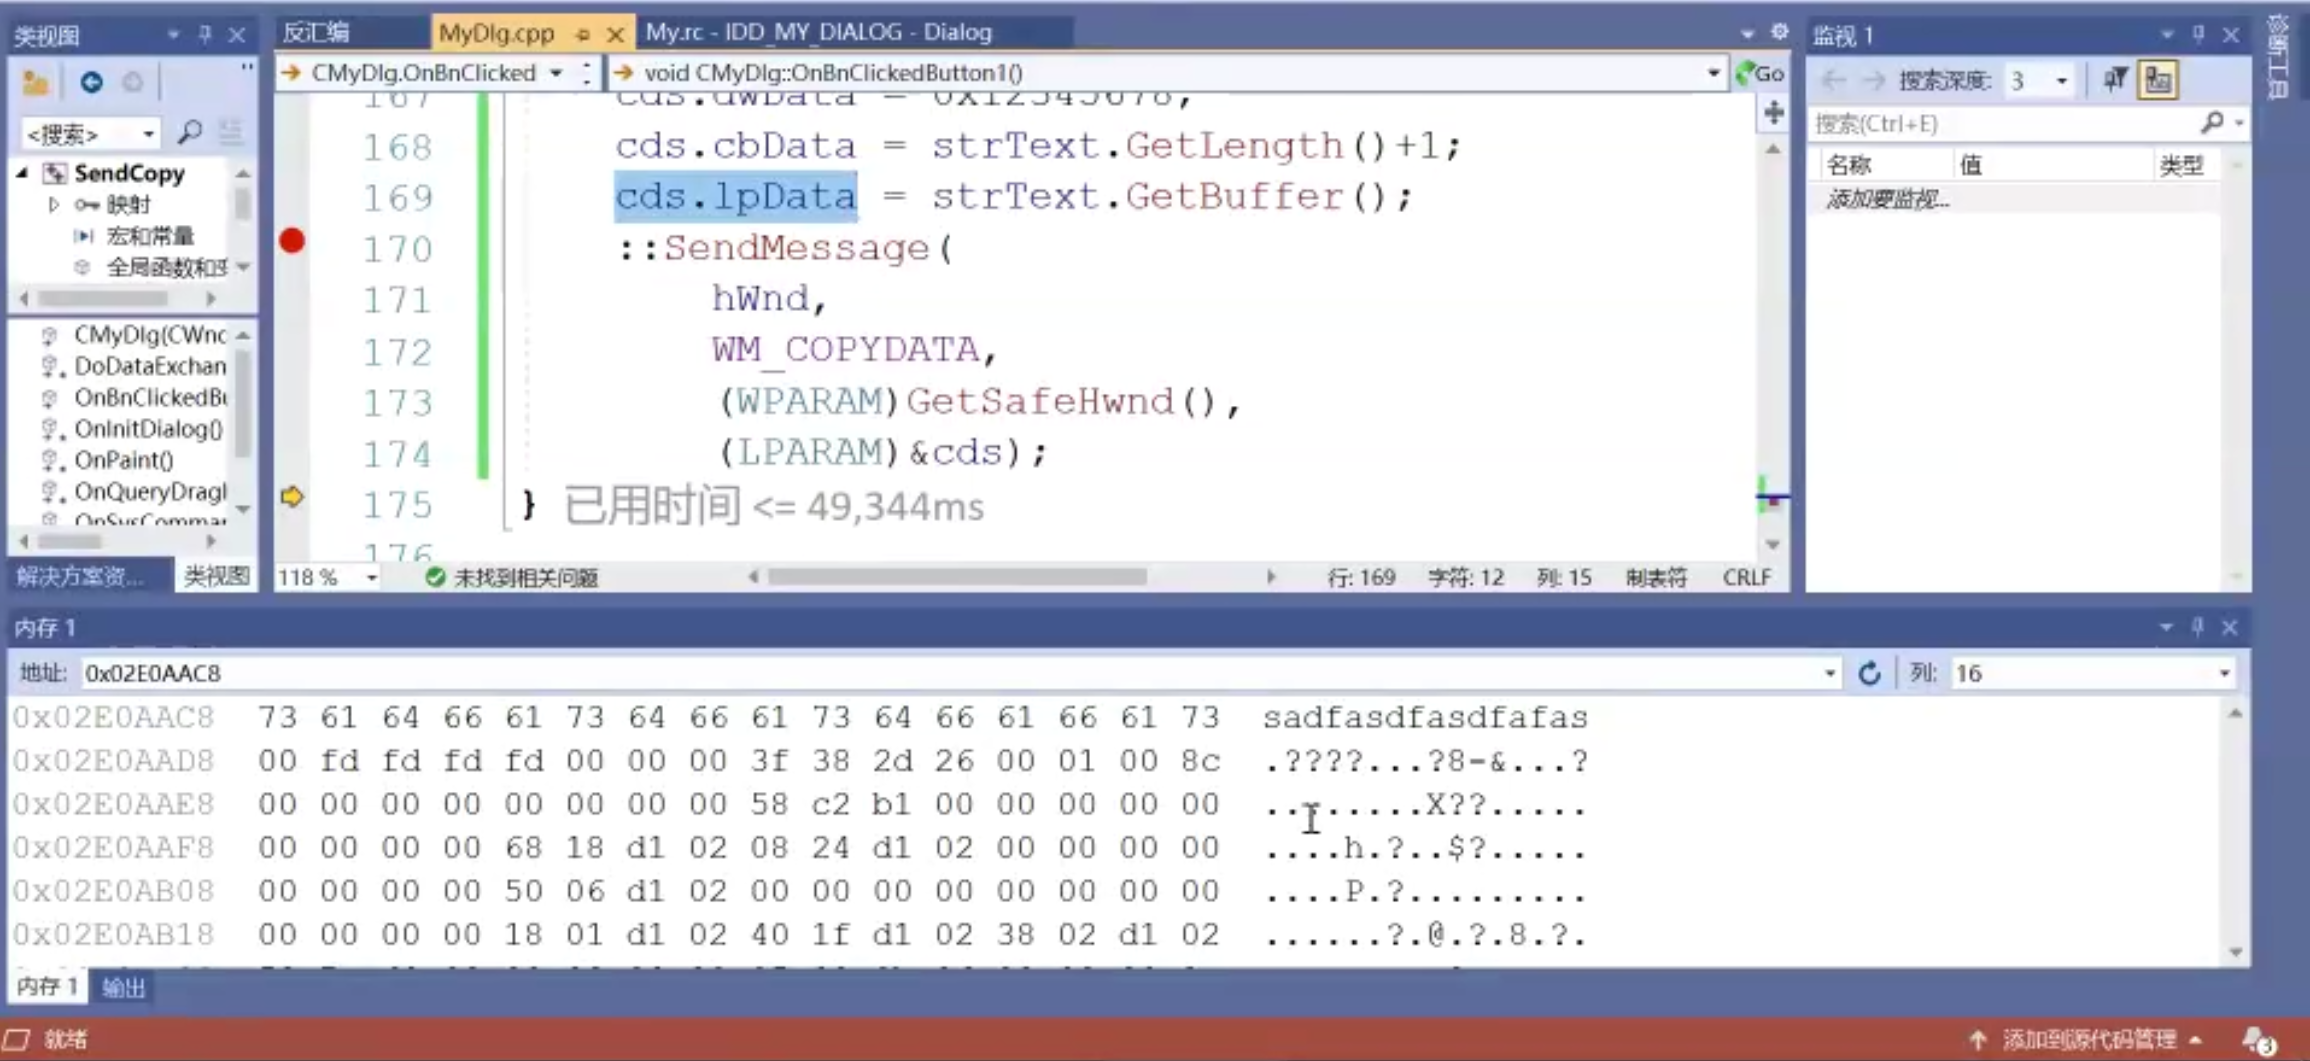 类视图
<搜索>
SendCopy
映射
宏和常量
全局函数和变
CMyDlg(CWnd
DoDataExchan
OnBnClickedBu
OnInitDialog()
OnPaint()
OnQueryDragI
OnSysComman
解决方案资... 类视图
反汇编 MyDlg.cpp My.rc - IDD_MY_DIALOG - Dialog
CMyDlg.OnBnClicked void CMyDlg::OnBnClickedButton1() Go
167 cds.dwData = 0x12345678;
168 cds.cbData = strText.GetLength()+1;
169 cds.lpData = strText.GetBuffer();
170 ::SendMessage(
171 hWnd,
172 WM_COPYDATA,
173 (WPARAM)GetSafeHwnd(),
174 (LPARAM)&cds);
175 } 已用时间 <= 49,344ms
176
118 % 未找到相关问题 行: 169 字符: 12 列: 15 制表符 CRLF
监视 1
搜索深度: 3
搜索(Ctrl+E)
名称 值 类型
添加要监视...
诊断工具
内存 1
地址: 0x02E0AAC8 列: 16
0x02E0AAC8 73 61 64 66 61 73 64 66 61 73 64 66 61 66 61 73 sadfasdfasdfafas
0x02E0AAD8 00 fd fd fd fd 00 00 00 3f 38 2d 26 00 01 00 8c .????...?8-&...?
0x02E0AAE8 00 00 00 00 00 00 00 00 58 c2 b1 00 00 00 00 00 ........X??.....
0x02E0AAF8 00 00 00 00 68 18 d1 02 08 24 d1 02 00 00 00 00 ....h.?..$?.....
0x02E0AB08 00 00 00 00 50 06 d1 02 00 00 00 00 00 00 00 00 ....P.?.........
0x02E0AB18 00 00 00 00 18 01 d1 02 40 1f d1 02 38 02 d1 02 ......?.@.?.8.?.
内存 1 输出
就绪 添加到源代码管理 3